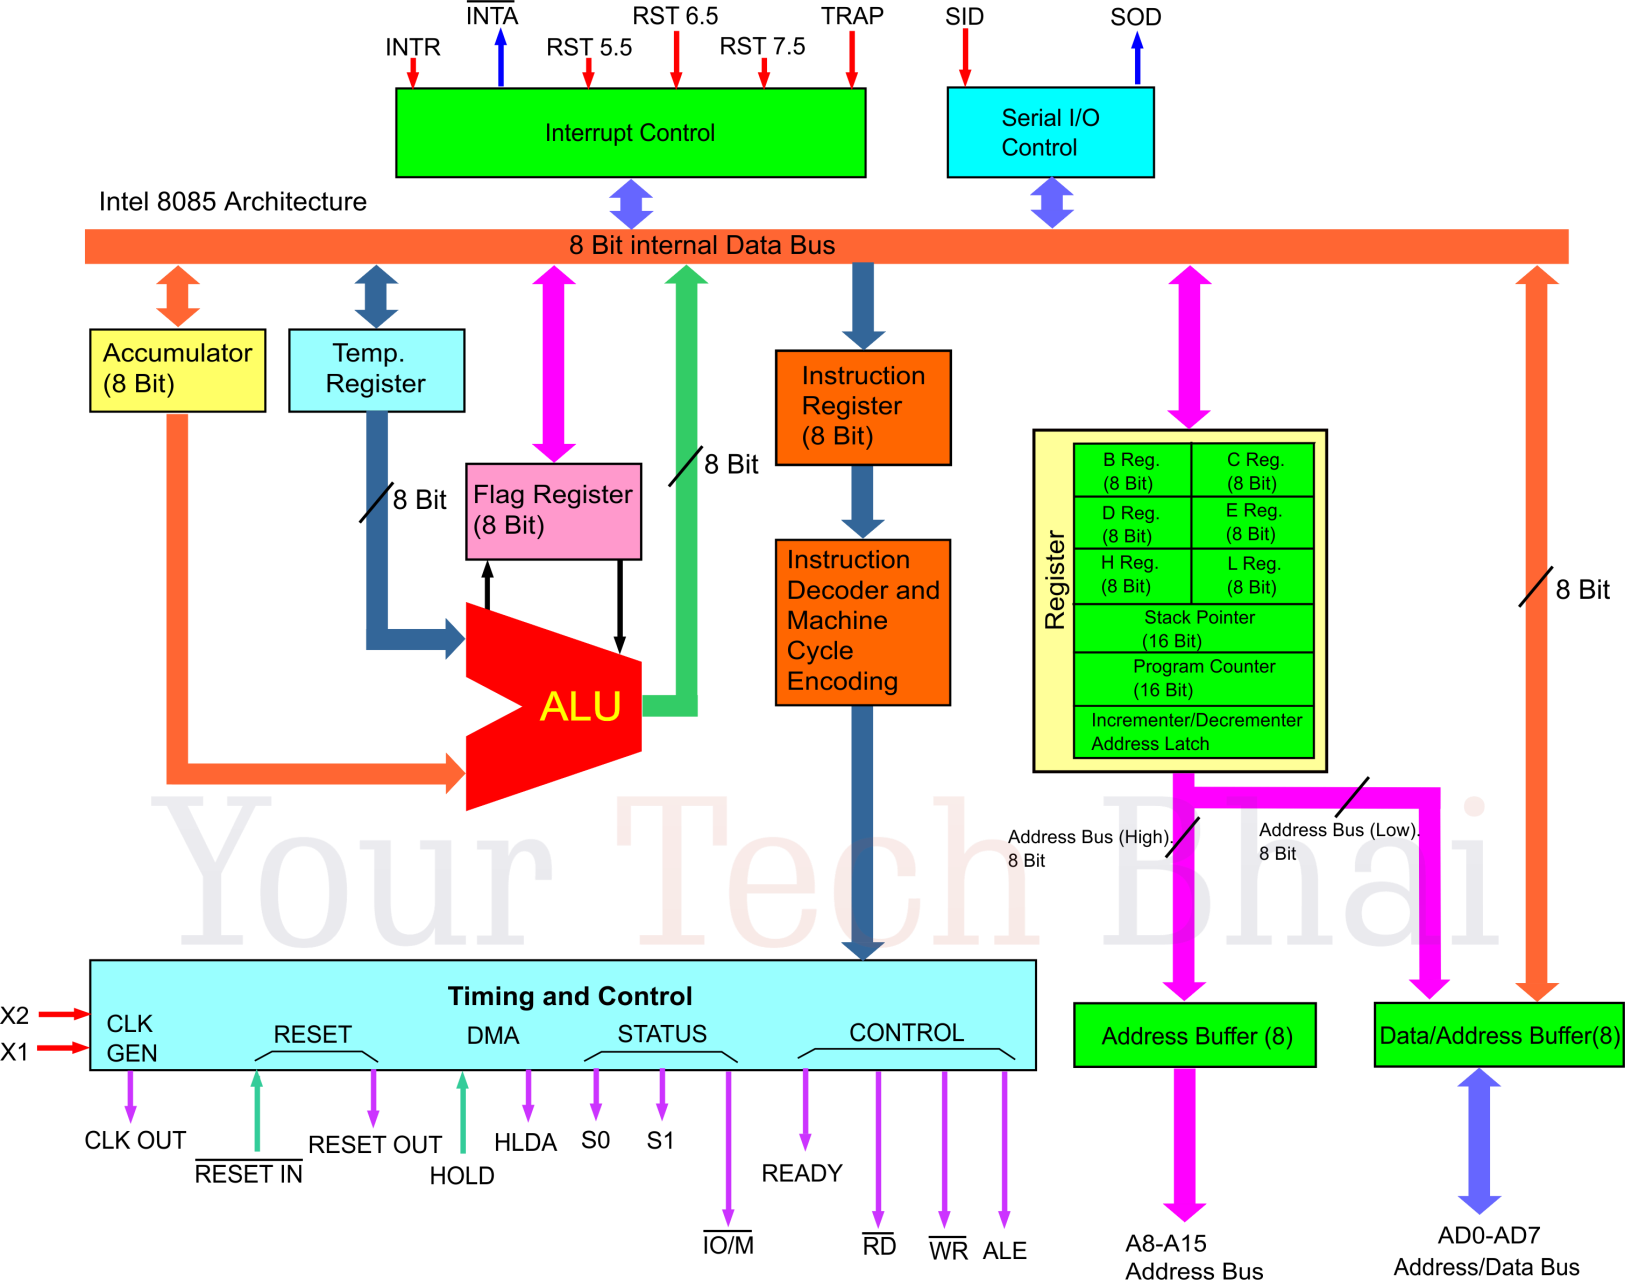 INTA
RST 6.5
TRAP
SID
SOD
INTR
RST 5.5
RST 7.5
Interrupt Control
Serial I/O
Control
Intel 8085 Architecture
8 Bit internal Data Bus
Accumulator
(8 Bit)
Temp.
Register
Instruction
Register
(8 Bit)
8 Bit
8 Bit
Flag Register
(8 Bit)
Instruction
Decoder and
Machine
Cycle
Encoding
ALU
Register
B Reg.
(8 Bit)
C Reg.
(8 Bit)
D Reg.
(8 Bit)
E Reg.
(8 Bit)
H Reg.
(8 Bit)
L Reg.
(8 Bit)
Stack Pointer
(16 Bit)
Program Counter
(16 Bit)
Incrementer/Decrementer
Address Latch
8 Bit
Address Bus (High).
8 Bit
Address Bus (Low).
8 Bit
Your Tech Bhai
Timing and Control
X2
X1
CLK
GEN
RESET
DMA
STATUS
CONTROL
Address Buffer (8)
Data/Address Buffer(8)
CLK OUT
RESET IN
RESET OUT
HOLD
HLDA
S0
S1
IO/M
READY
RD
WR
ALE
A8-A15
Address Bus
AD0-AD7
Address/Data Bus